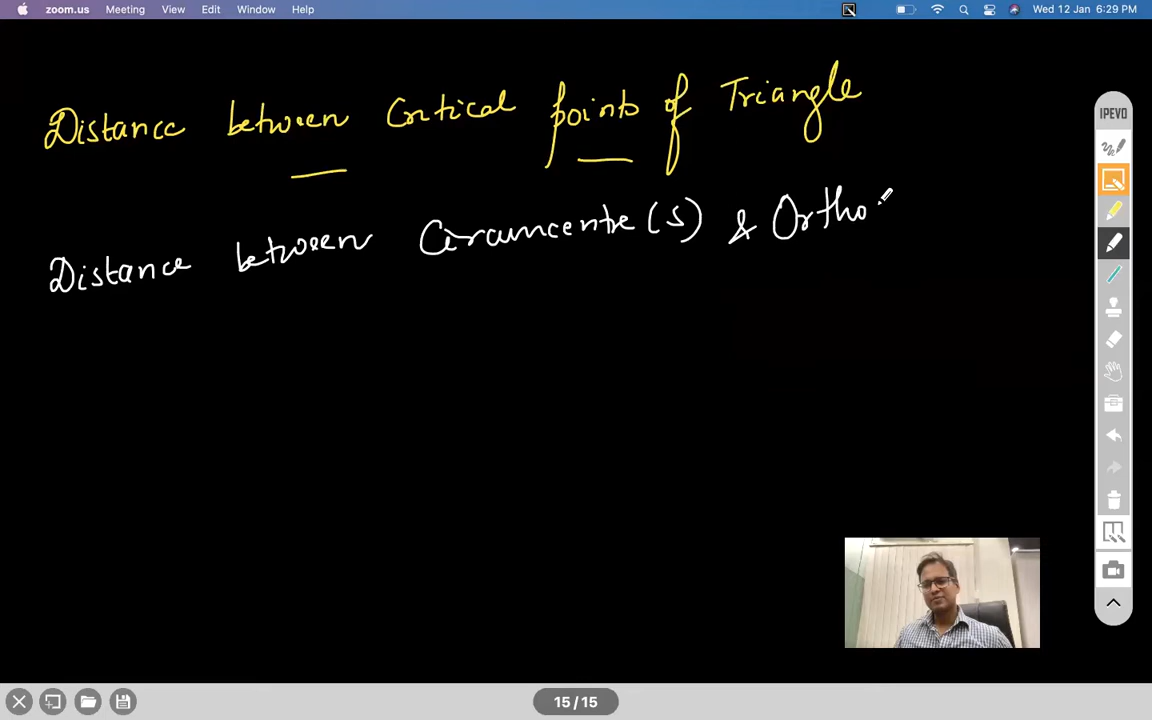 zoom.us Meeting View Edit Window Help Wed 12 Jan 6:29 PM
Distance between Critical points of Triangle
Distance between Circumcentre (S) & Ortho
IPEVO
15/15